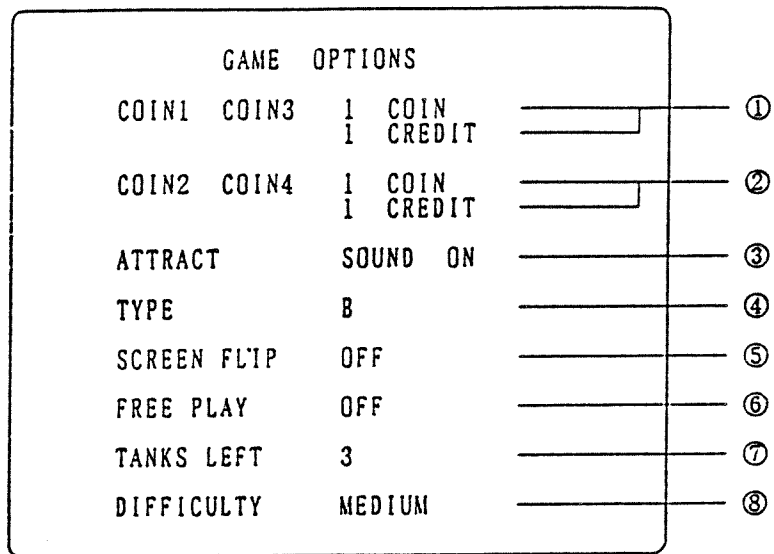 GAME OPTIONS
COIN1 COIN3 1 COIN ①
1 CREDIT
COIN2 COIN4 1 COIN ②
1 CREDIT
ATTRACT SOUND ON ③
TYPE B ④
SCREEN FLIP OFF ⑤
FREE PLAY OFF ⑥
TANKS LEFT 3 ⑦
DIFFICULTY MEDIUM ⑧